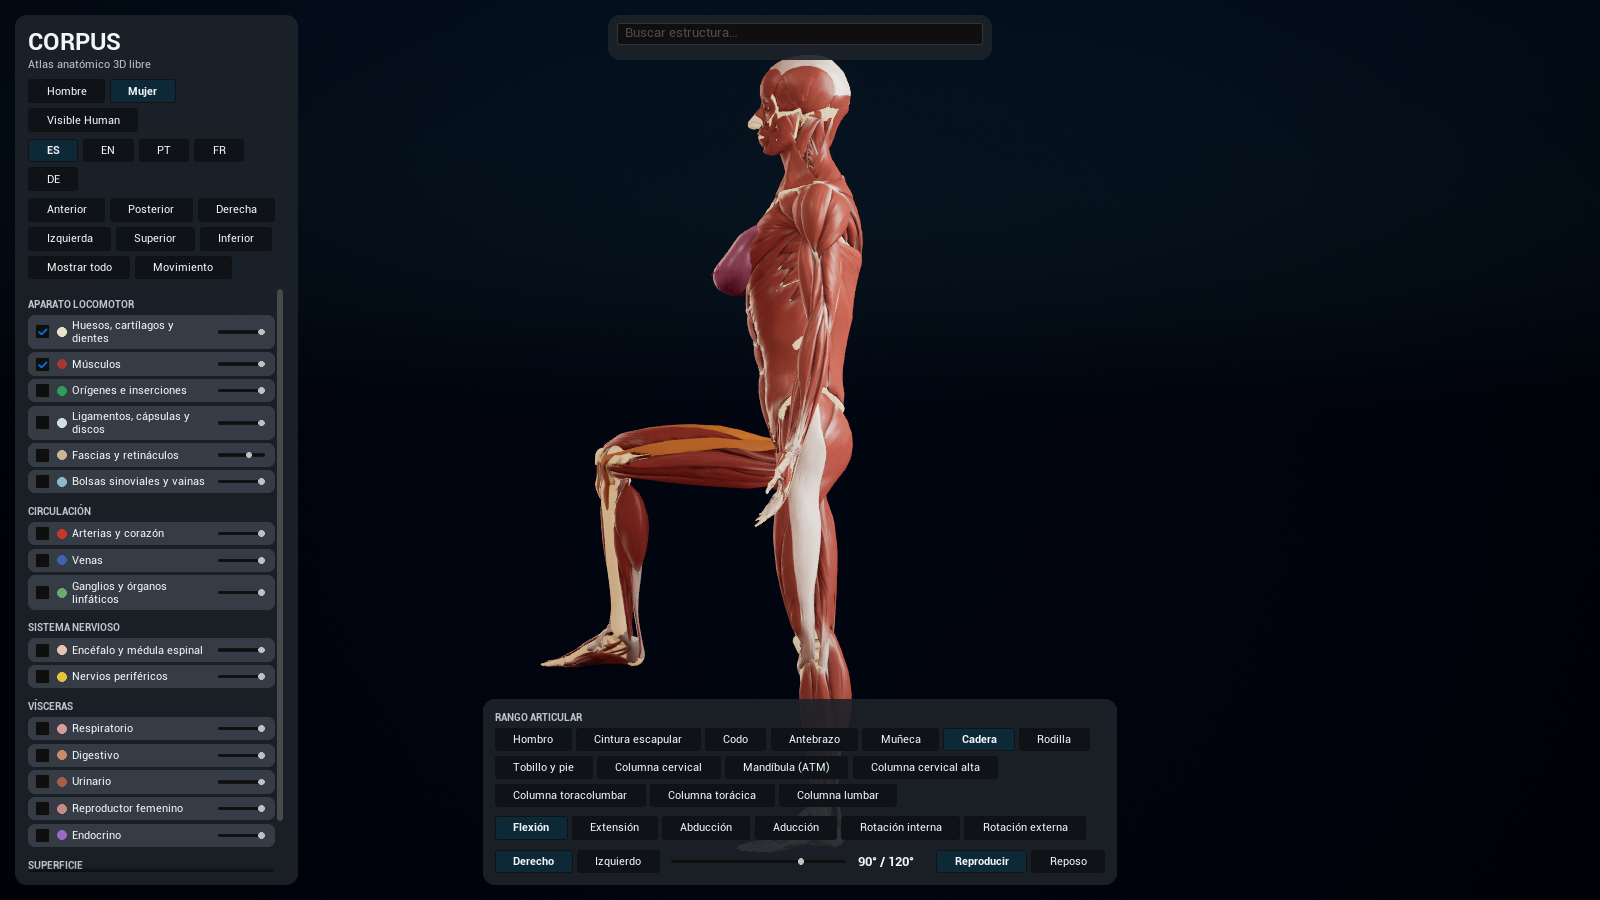 CORPUS
Atlas anatómico 3D libre
Hombre
Mujer
Visible Human
ES
EN
PT
FR
DE
Anterior
Posterior
Derecha
Izquierda
Superior
Inferior
Mostrar todo
Movimiento
APARATO LOCOMOTOR
Huesos, cartílagos y
dientes
Músculos
Orígenes e inserciones
Ligamentos, cápsulas y
discos
Fascias y retináculos
Bolsas sinoviales y vainas
CIRCULACIÓN
Arterias y corazón
Venas
Ganglios y órganos
linfáticos
SISTEMA NERVIOSO
Encéfalo y médula espinal
Nervios periféricos
VÍSCERAS
Respiratorio
Digestivo
Urinario
Reproductor femenino
Endocrino
SUPERFICIE
Buscar estructura...
RANGO ARTICULAR
Hombro
Cintura escapular
Codo
Antebrazo
Muñeca
Cadera
Rodilla
Tobillo y pie
Columna cervical
Mandíbula (ATM)
Columna cervical alta
Columna toracolumbar
Columna torácica
Columna lumbar
Flexión
Extensión
Abducción
Aducción
Rotación interna
Rotación externa
Derecho
Izquierdo
90° / 120°
Reproducir
Reposo